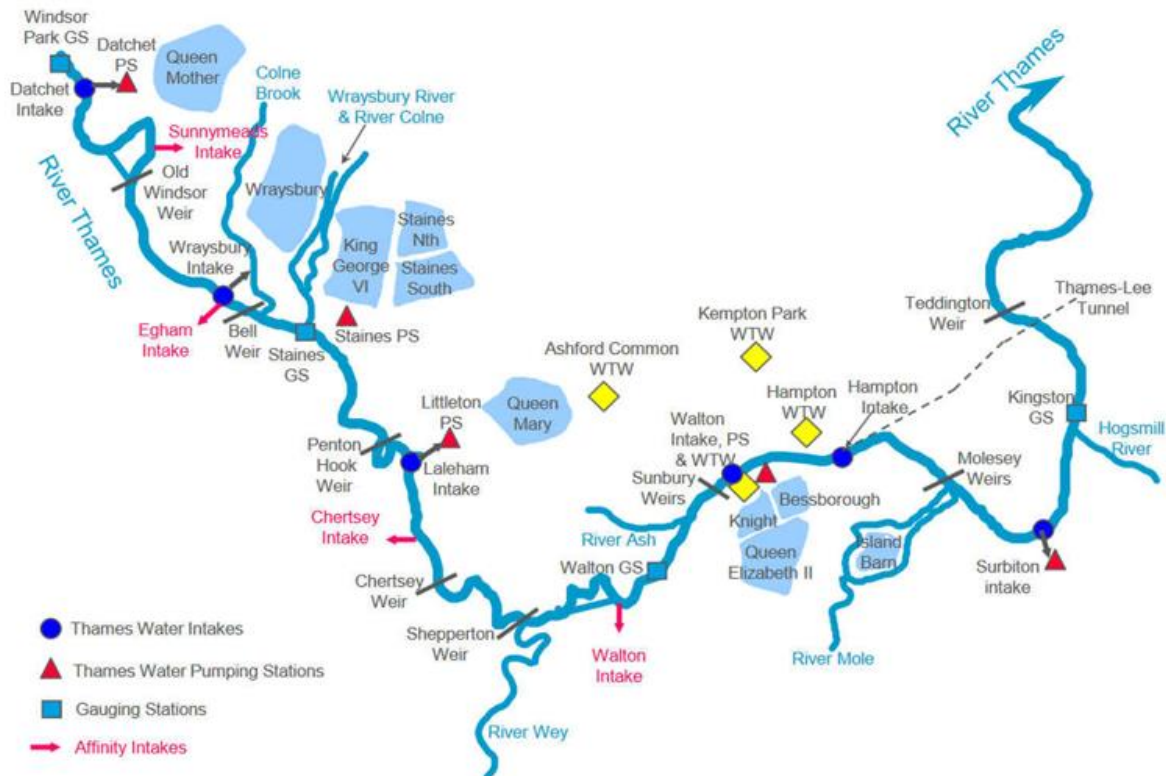 Windsor
Park GS
Datchet
PS
Queen
Mother
Datchet
Intake
Colne
Brook
Wraysbury River
& River Colne
Sunnymeads
Intake
River Thames
Old
Windsor
Weir
Wraysbury
River Thames
Staines
Nth
King
George
VI
Staines
South
Wraysbury
Intake
Egham
Intake
Bell
Weir
Staines
GS
Staines PS
Teddington
Weir
Thames-Lee
Tunnel
Kempton Park
WTW
Ashford Common
WTW
Hampton
WTW
Hampton
Intake
Kingston
GS
Hogsmill
River
Littleton
PS
Queen
Mary
Penton
Hook
Weir
Laleham
Intake
Walton
Intake, PS
& WTW
Sunbury
Weirs
Molesey
Weirs
Bessborough
Knight
Queen
Elizabeth II
Island
Barn
Surbiton
intake
Chertsey
Intake
River Ash
Walton GS
Chertsey
Weir
Shepperton
Weir
Walton
Intake
River Mole
River Wey
Thames Water Intakes
Thames Water Pumping Stations
Gauging Stations
Affinity Intakes